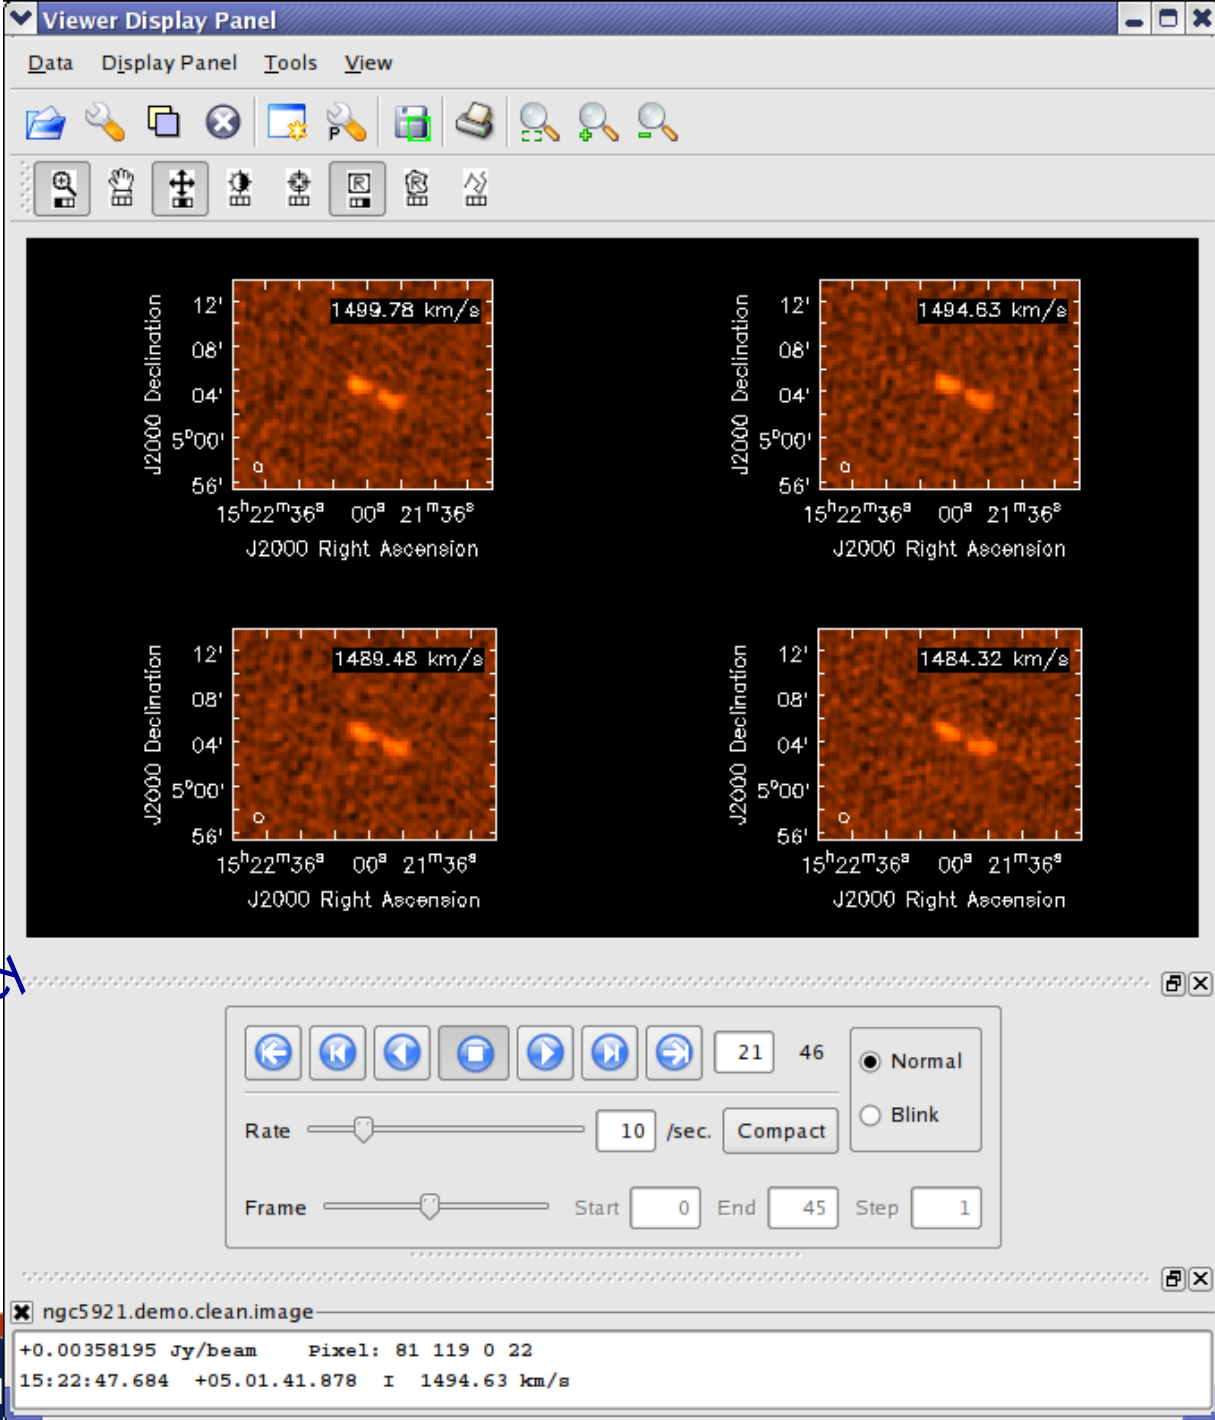 Viewer Display Panel
Data Display Panel Tools View
P
R R
1499.78 km/s
12'
08'
04'
5°00'
56'
J2000 Declination
15h22m36s 00s 21m36s
J2000 Right Ascension
1494.63 km/s
12'
08'
04'
5°00'
56'
J2000 Declination
15h22m36s 00s 21m36s
J2000 Right Ascension
1489.48 km/s
12'
08'
04'
5°00'
56'
J2000 Declination
15h22m36s 00s 21m36s
J2000 Right Ascension
1484.32 km/s
12'
08'
04'
5°00'
56'
J2000 Declination
15h22m36s 00s 21m36s
J2000 Right Ascension
21 46
Normal
Blink
Rate 10 /sec. Compact
Frame Start 0 End 45 Step 1
ngc5921.demo.clean.image
+0.00358195 Jy/beam Pixel: 81 119 0 22
15:22:47.684 +05.01.41.878 I 1494.63 km/s